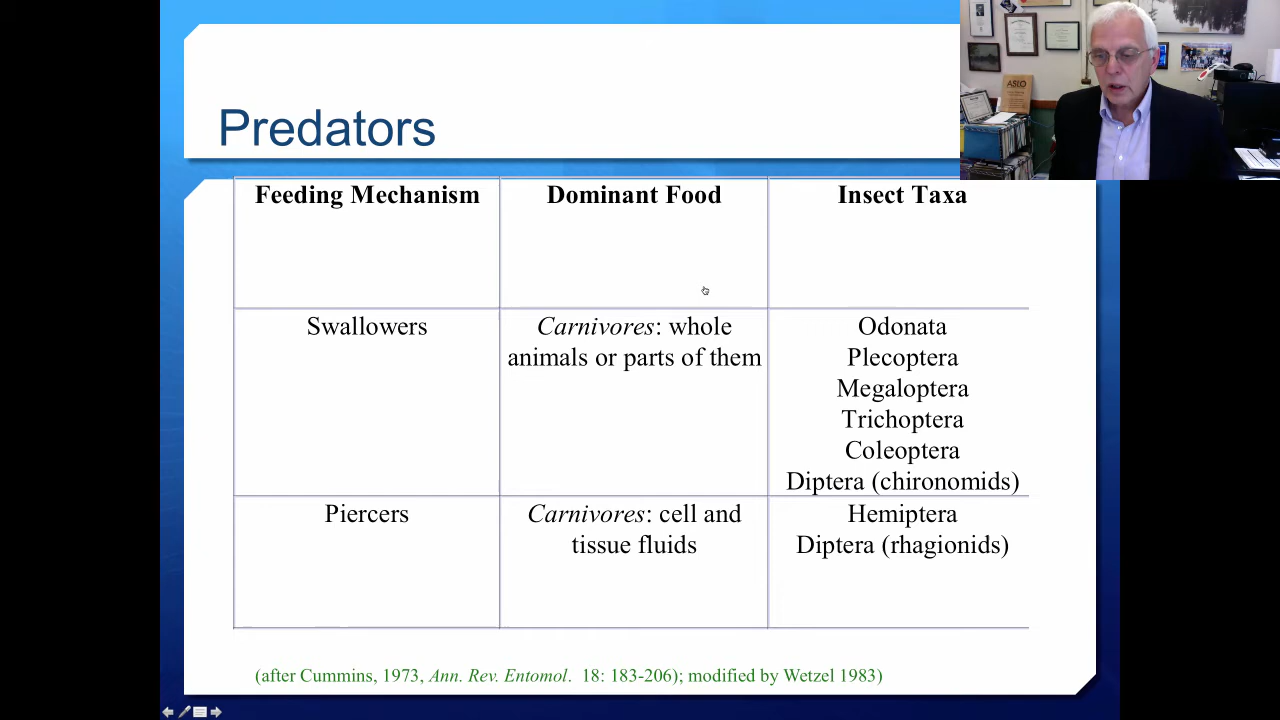 Predators
ASLO
Feeding Mechanism
Dominant Food
Insect Taxa
Swallowers
Carnivores: whole
animals or parts of them
Odonata
Plecoptera
Megaloptera
Trichoptera
Coleoptera
Diptera (chironomids)
Piercers
Carnivores: cell and
tissue fluids
Hemiptera
Diptera (rhagionids)
(after Cummins, 1973, Ann. Rev. Entomol. 18: 183-206); modified by Wetzel 1983)